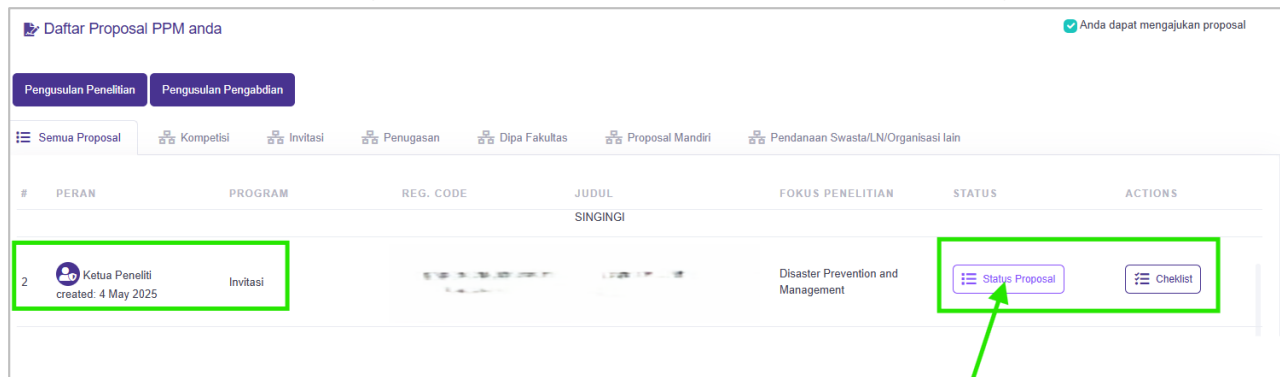 Daftar Proposal PPM anda
Anda dapat mengajukan proposal
Pengusulan Penelitian
Pengusulan Pengabdian
Semua Proposal
Kompetisi
Invitasi
Penugasan
Dipa Fakultas
Proposal Mandiri
Pendanaan Swasta/LN/Organisasi lain
# PERAN PROGRAM REG. CODE JUDUL FOKUS PENELITIAN STATUS ACTIONS
SINGINGI
2
Ketua Peneliti
created: 4 May 2025
Invitasi
Disaster Prevention and
Management
Status Proposal
Cheklist